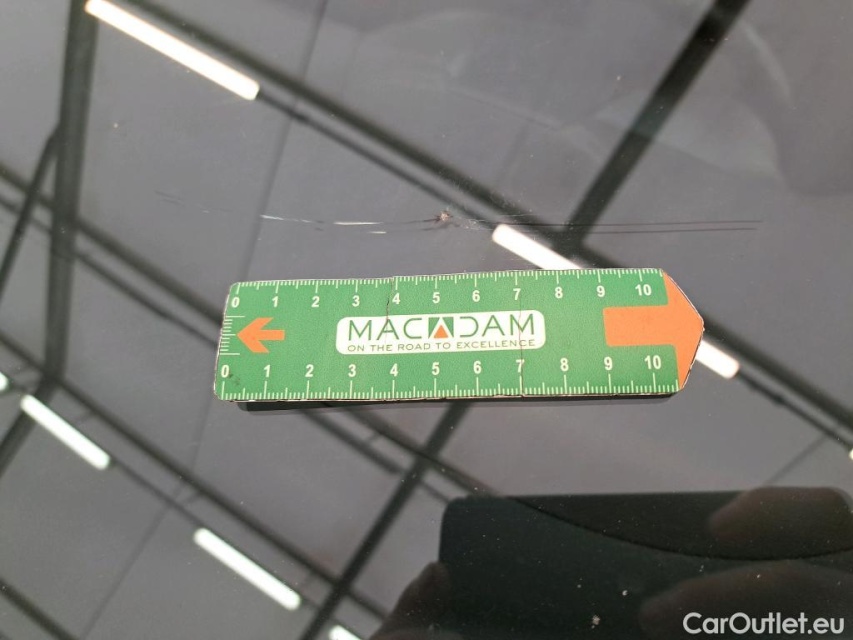 0 1 2 3 4 5 6 7 8 9 10
MACADAM
ON THE ROAD TO EXCELLENCE
0 1 2 3 4 5 6 7 8 9 10
CarOutlet.eu